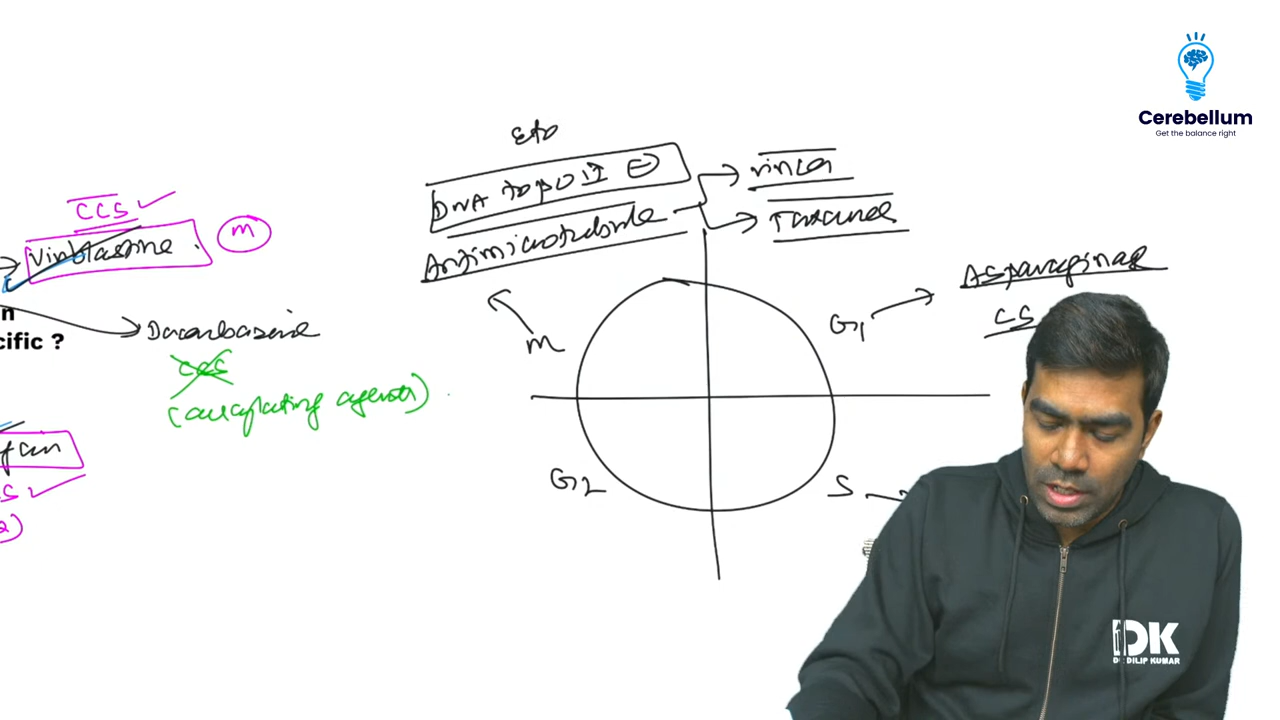 Cerebellum
Get the balance right
Eto
DNA topo II ⊖
Antimicrotubule
vinca
Taxanes
CCS ✓
Vinblastine
M
Dacarbazine
CCS
(alkylating agents)
n
cific ?
S ✓
M
G1
Asparaginase
CS
G2
S
DK
DR DILIP KUMAR